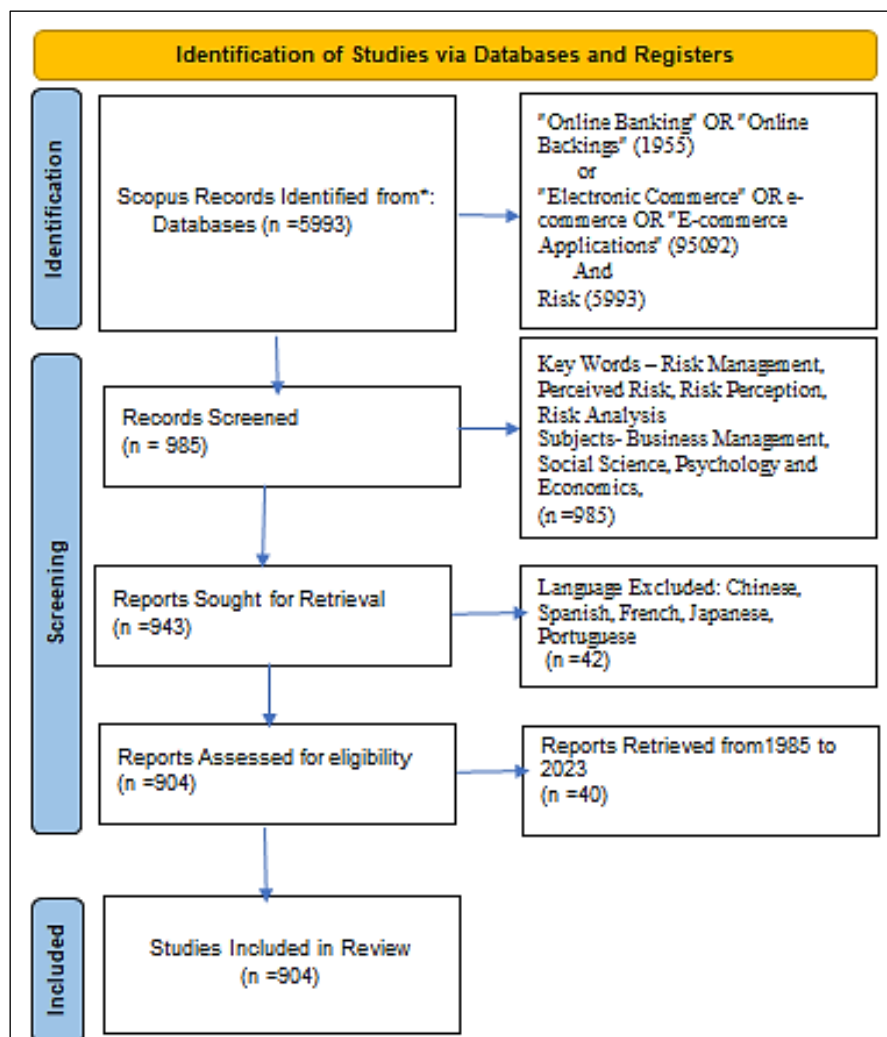 Identification of Studies via Databases and Registers
Identification
Scopus Records Identified from*:
Databases (n =5993)
"Online Banking" OR "Online
Backings" (1955)
or
"Electronic Commerce" OR e-
commerce OR "E-commerce
Applications" (95092)
And
Risk (5993)
Screening
Records Screened
(n = 985)
Key Words – Risk Management,
Perceived Risk, Risk Perception,
Risk Analysis
Subjects- Business Management,
Social Science, Psychology and
Economics,
(n =985)
Reports Sought for Retrieval
(n =943)
Language Excluded: Chinese,
Spanish, French, Japanese,
Portuguese
(n =42)
Reports Assessed for eligibility
(n =904)
Reports Retrieved from1985 to
2023
(n =40)
Included
Studies Included in Review
(n =904)